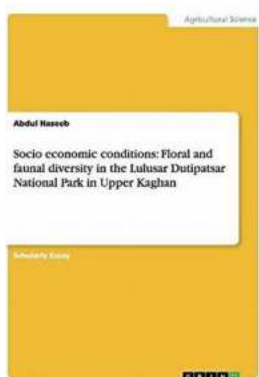 Agricultural Science
Abdul Haseeb
Socio economic conditions: Floral and
faunal diversity in the Lulusar Dutipatsar
National Park in Upper Kaghan
Scholarly Essay
GRIN